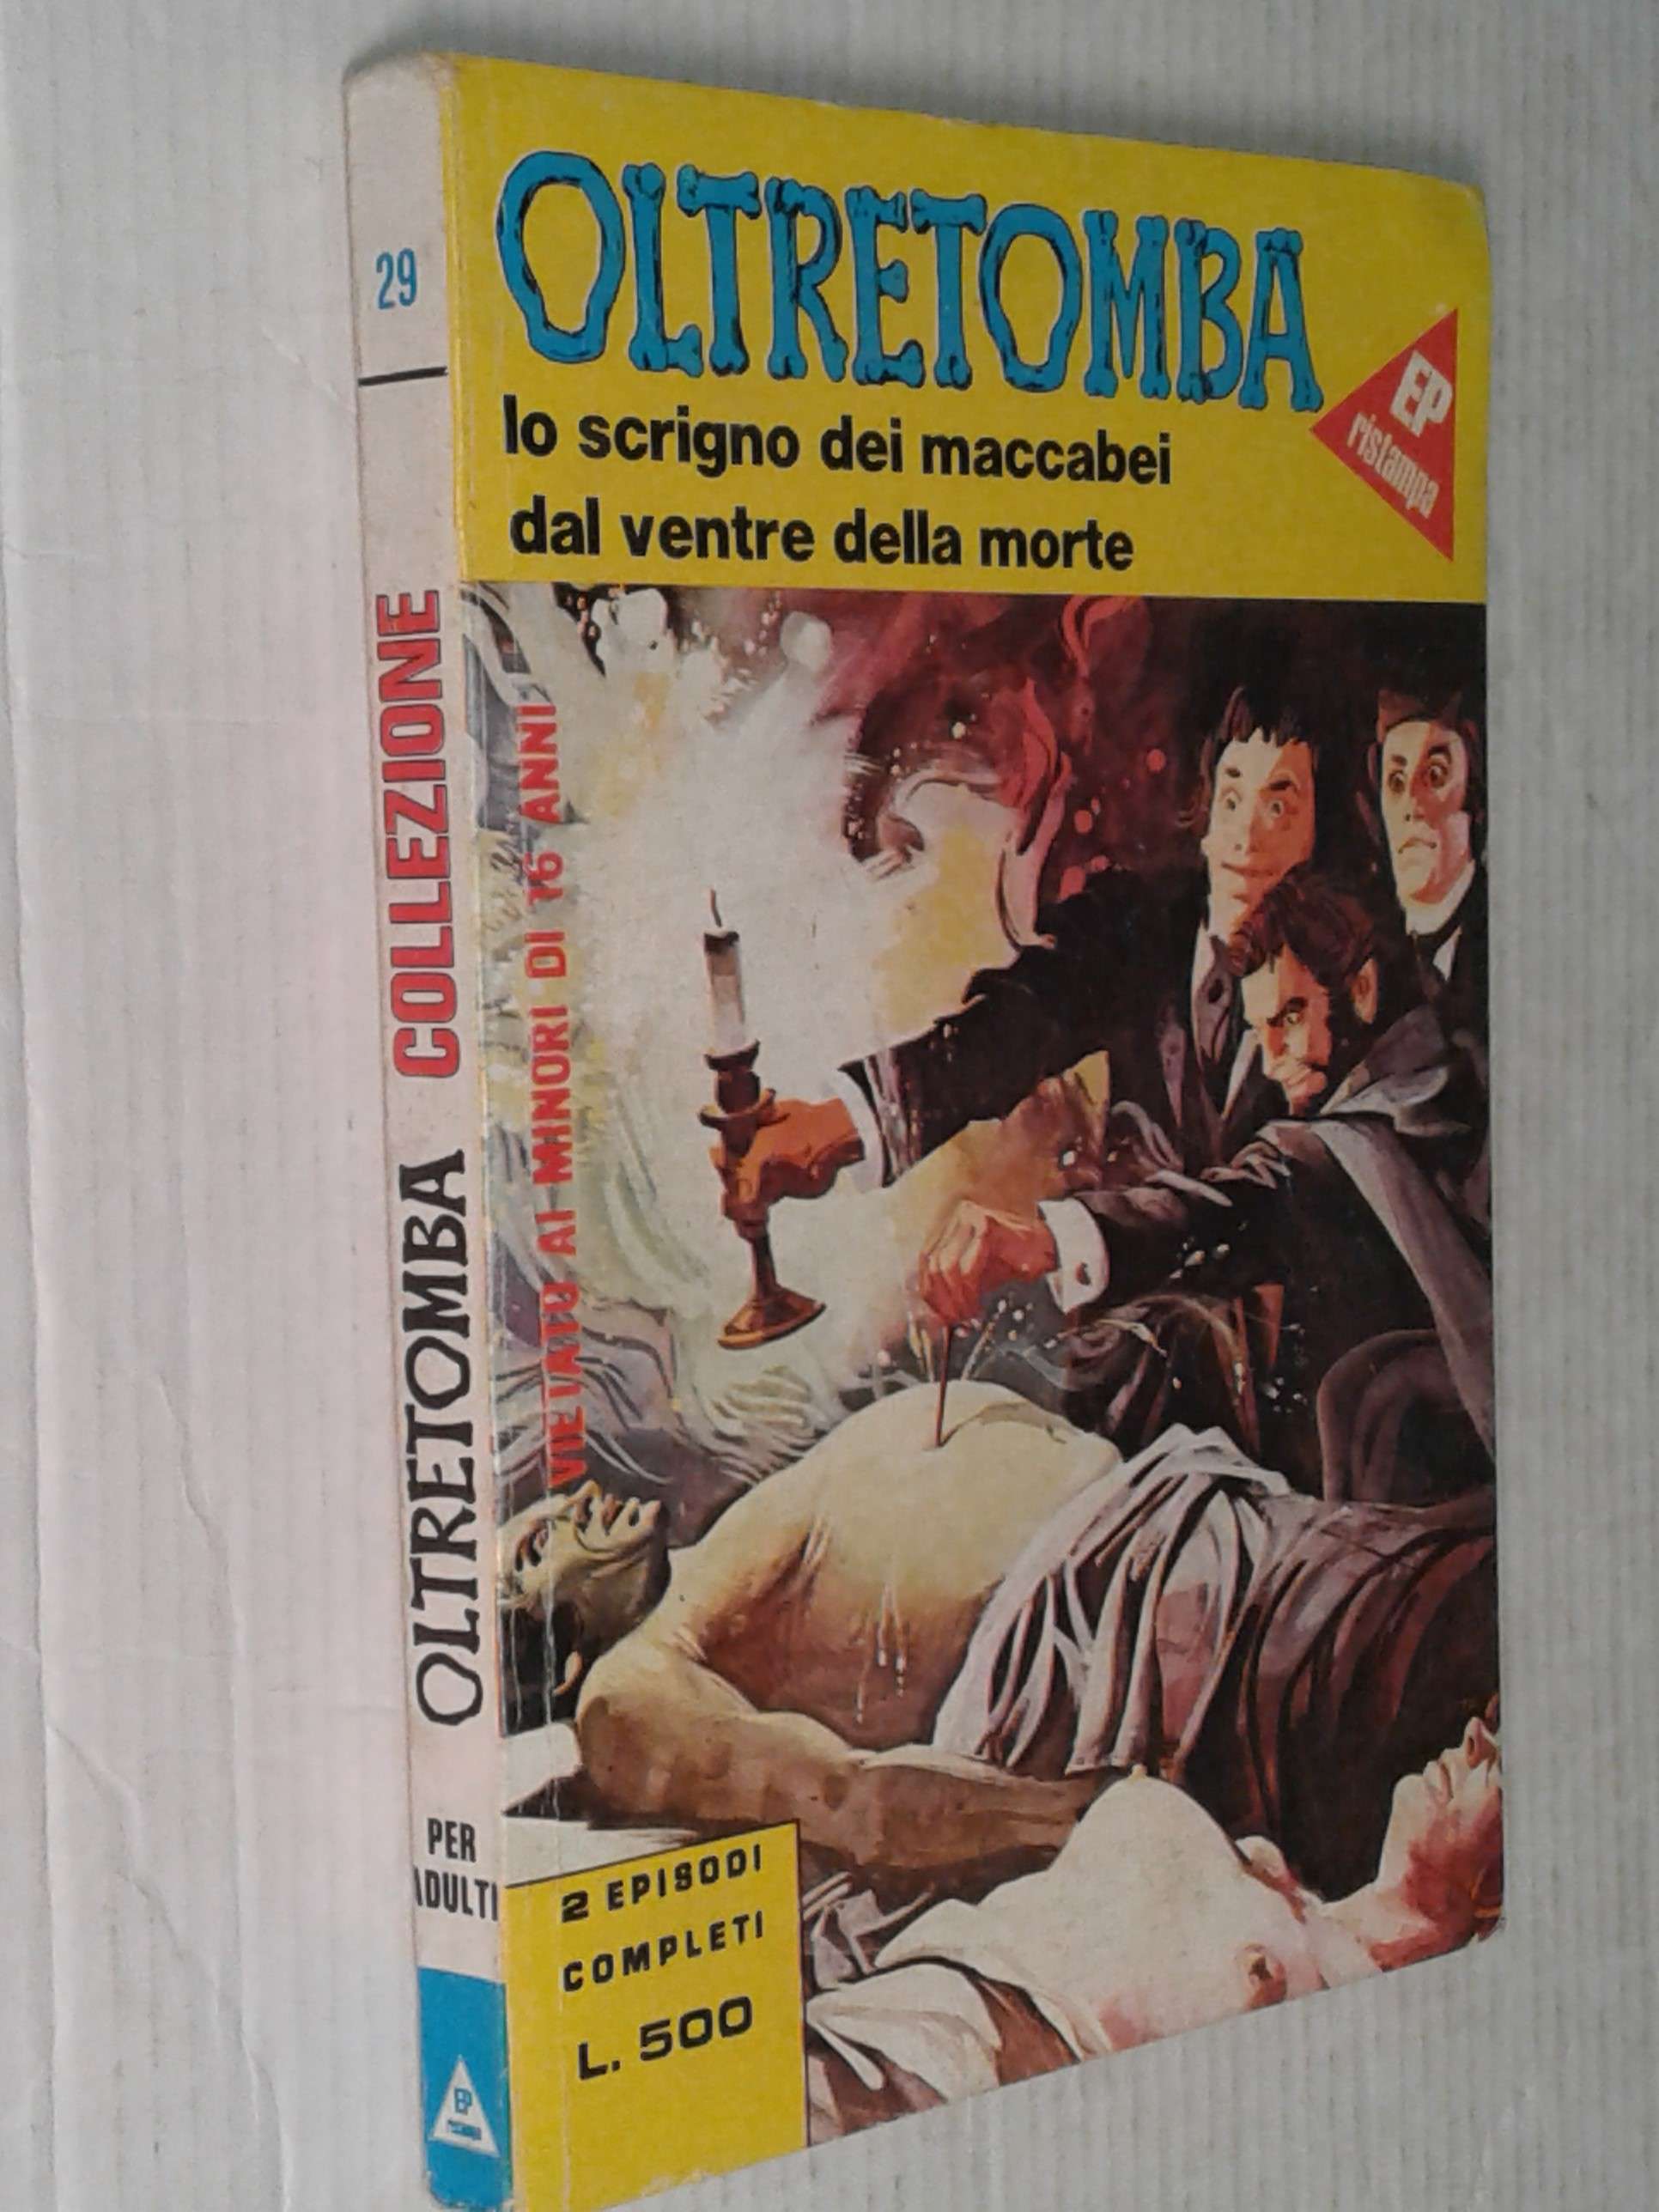 OLTRETOMBA
lo scrigno dei maccabei
dal ventre della morte
EP
ristampa
VIETATO AI MINORI DI 16 ANNI
2 EPISODI
COMPLETI
L. 500
29
OLTRETOMBA COLLEZIONE
PER
ADULTI
EP